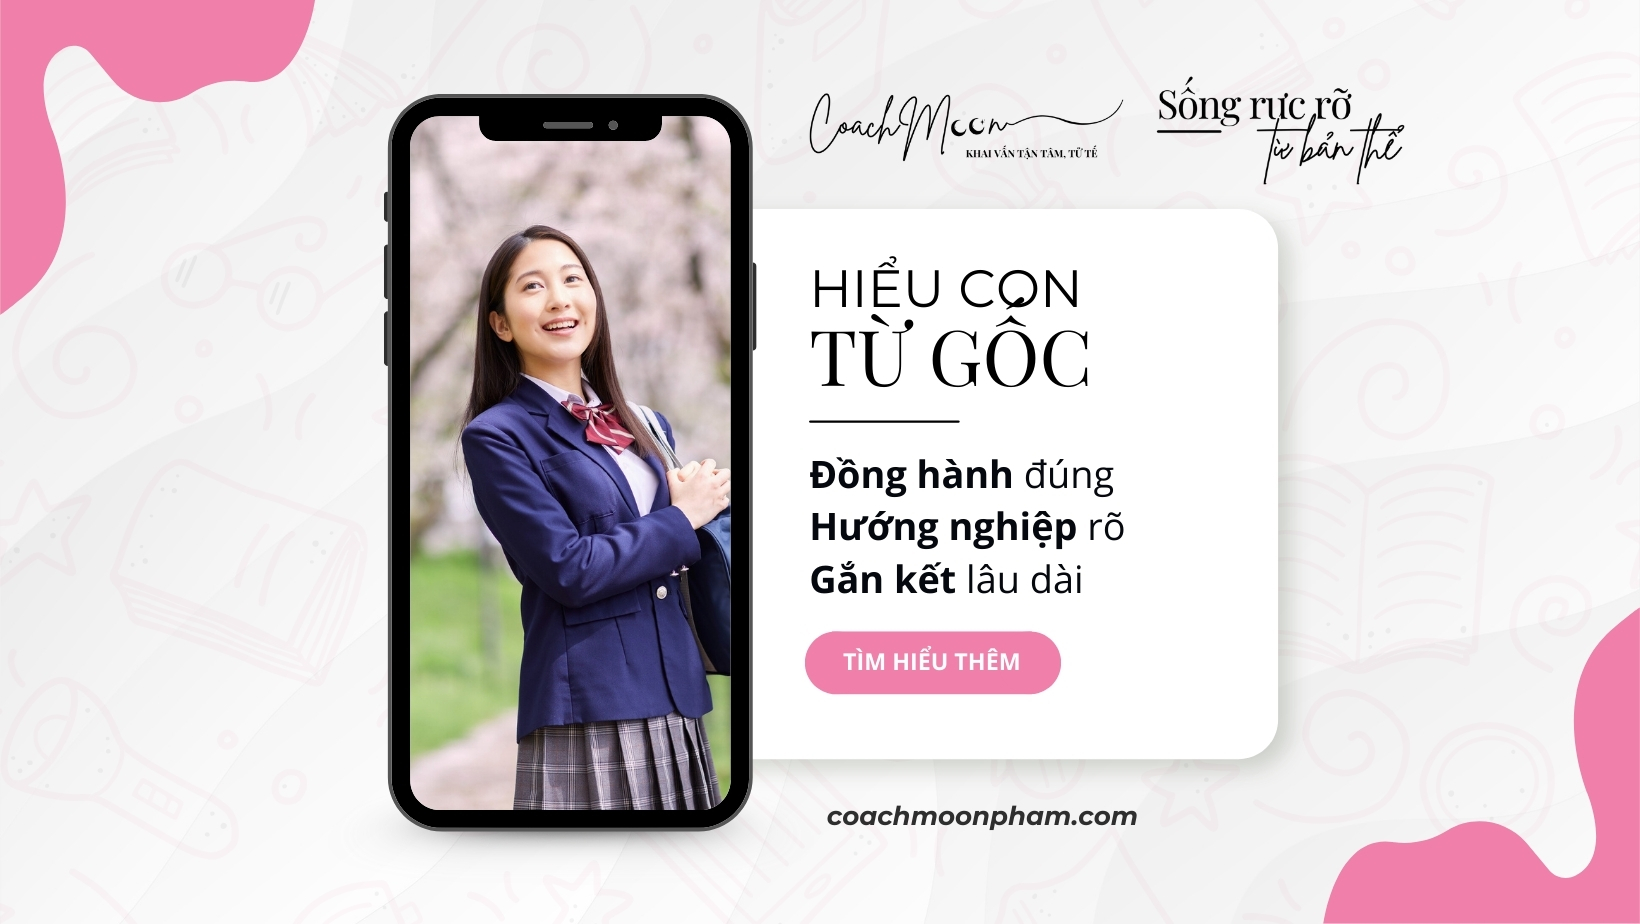 CoachMoon
KHAI VẤN TẬN TÂM, TỬ TẾ
Sống rực rỡ
từ bản thể
HIỂU CON
TỪ GỐC
Đồng hành đúng
Hướng nghiệp rõ
Gắn kết lâu dài
TÌM HIỂU THÊM
coachmoonpham.com